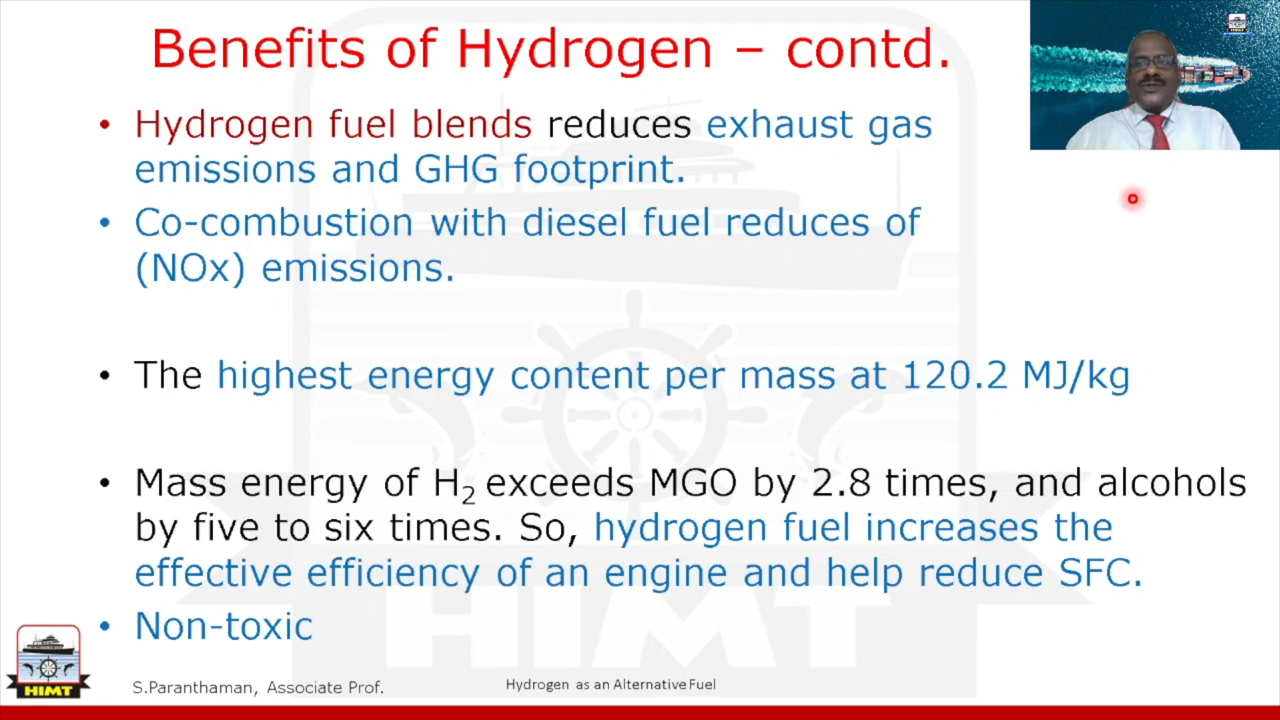 Benefits of Hydrogen – contd.
• Hydrogen fuel blends reduces exhaust gas
emissions and GHG footprint.
• Co-combustion with diesel fuel reduces of
(NOx) emissions.
• The highest energy content per mass at 120.2 MJ/kg
• Mass energy of H₂ exceeds MGO by 2.8 times, and alcohols
by five to six times. So, hydrogen fuel increases the
effective efficiency of an engine and help reduce SFC.
• Non-toxic
HIMT
HIMT
S.Paranthaman, Associate Prof.
Hydrogen as an Alternative Fuel